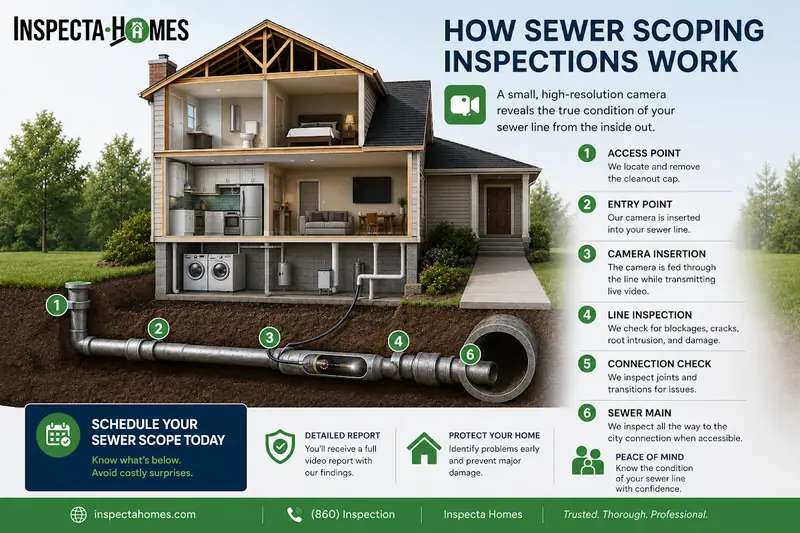 INSPECTA-HOMES
HOW SEWER SCOPING
INSPECTIONS WORK
A small, high-resolution camera
reveals the true condition of your
sewer line from the inside out.
1 ACCESS POINT
We locate and remove
the cleanout cap.
2 ENTRY POINT
Our camera is inserted
into your sewer line.
3 CAMERA INSERTION
The camera is fed through
the line while transmitting
live video.
4 LINE INSPECTION
We check for blockages, cracks,
root intrusion, and damage.
5 CONNECTION CHECK
We inspect joints and
transitions for issues.
6 SEWER MAIN
We inspect all the way to the
city connection when accessible.
1
2
3
4
6
SCHEDULE YOUR
SEWER SCOPE TODAY
Know what's below.
Avoid costly surprises.
DETAILED REPORT
You'll receive a full
video report with
our findings.
PROTECT YOUR HOME
Identify problems early
and prevent major
damage.
PEACE OF MIND
Know the condition
of your sewer line
with confidence.
inspectahomes.com
(860) Inspection
Inspecta Homes
Trusted. Thorough. Professional.